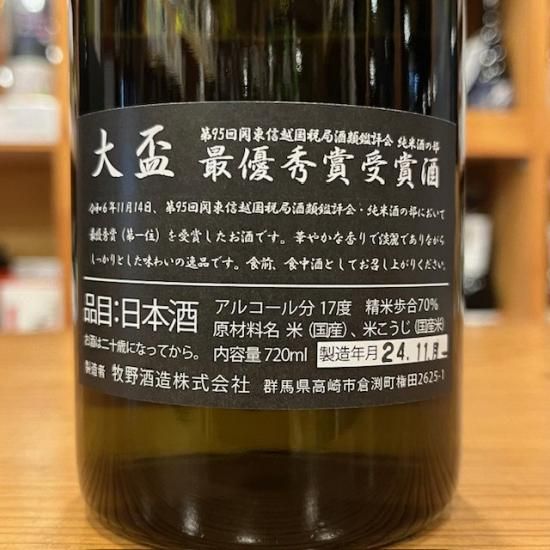 第95回関東信越国税局酒類鑑評会 純米酒の部
大盃 最優秀賞受賞酒
令和6年11月14日、第95回関東信越国税局酒類鑑評会・純米酒の部において
最優秀賞（第一位）を受賞したお酒です。華やかな香りで淡麗でありながら
しっかりとした味わいの逸品です。食前、食中酒としてお召し上がりください。
品目:日本酒 アルコール分 17度 精米歩合70%
原材料名 米（国産）、米こうじ（国産米）
お酒は二十歳になってから。 内容量720ml 製造年月 24.11.月
製造者 牧野酒造株式会社 群馬県高崎市倉渕町権田2625-1